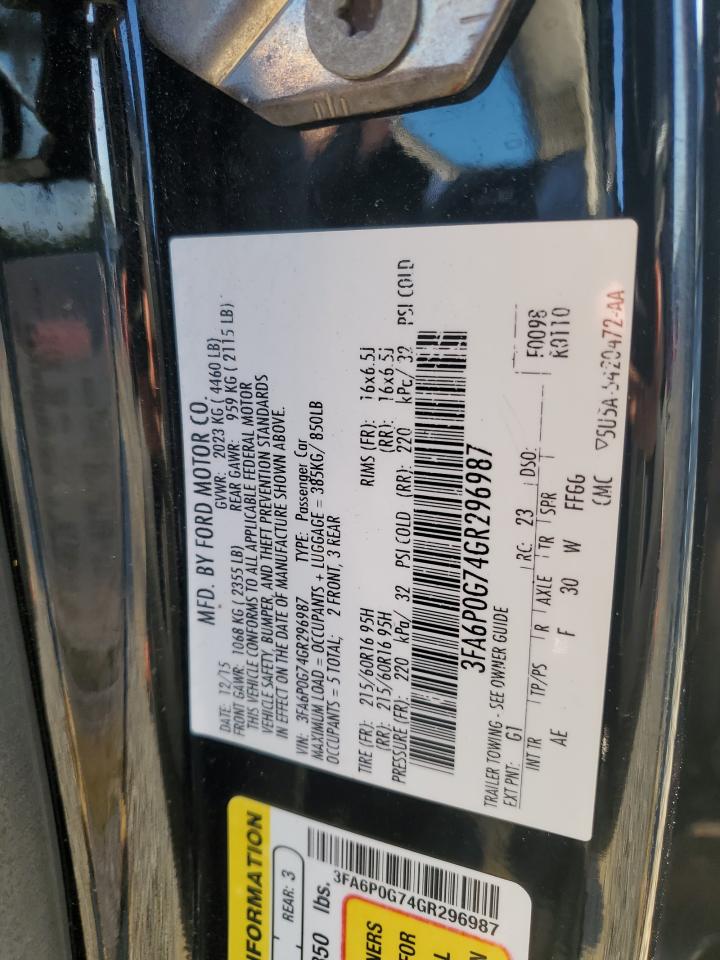 MFD. BY FORD MOTOR CO.
DATE: 12/15 GVWR: 2023 KG ( 4460 LB)
FRONT GAWR: 1068 KG (2355 LB) REAR GAWR: 959 KG ( 2115 LB)
THIS VEHICLE CONFORMS TO ALL APPLICABLE FEDERAL MOTOR
VEHICLE SAFETY, BUMPER, AND THEFT PREVENTION STANDARDS
IN EFFECT ON THE DATE OF MANUFACTURE SHOWN ABOVE.
VIN: 3FA6P0G74GR296987 TYPE: Passenger Car
MAXIMUM LOAD = OCCUPANTS + LUGGAGE = 385KG/ 850LB
OCCUPANTS = 5 TOTAL; 2 FRONT, 3 REAR
TIRE (FR): 215/60R16 95H RIMS (FR): 16x6.5J
(RR): 215/60R16 95H (RR): 16x6.5J
PRESSURE (FR): 220 kPa/ 32 PSI COLD (RR): 220 kPa/ 32 PSI COLD
3FA6P0G74GR296987
TRAILER TOWING - SEE OWNER GUIDE
EXT PNT: G1 RC: 23 DSO: F0098
R0110
INT TR TP/PS R AXLE TR SPR
AE F 30 W FFGG
CMC
INFORMATION
REAR: 3
850 lbs.
3FA6P0G74GR296987
FOR